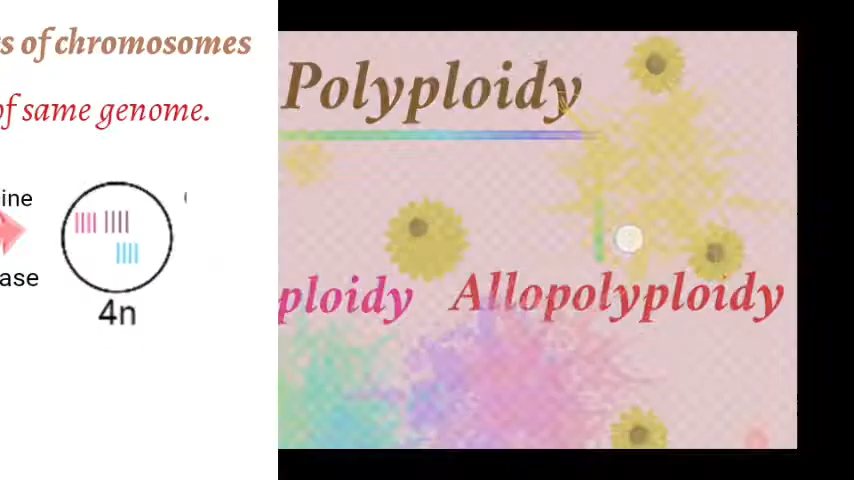 s of chromosomes
of same genome.
ine
ase
4n
Polyploidy
ploidy
Allopolyploidy